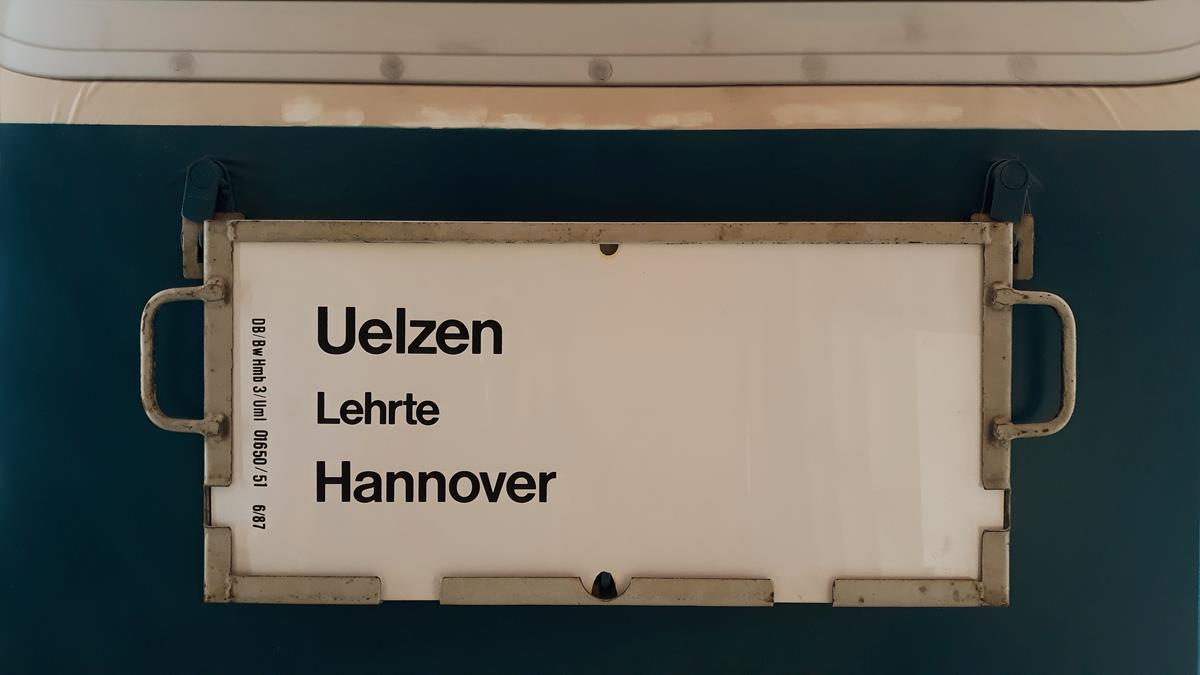 Uelzen
Lehrte
Hannover
DB/Bw Hmb 3/Uml 01650/51 6/87